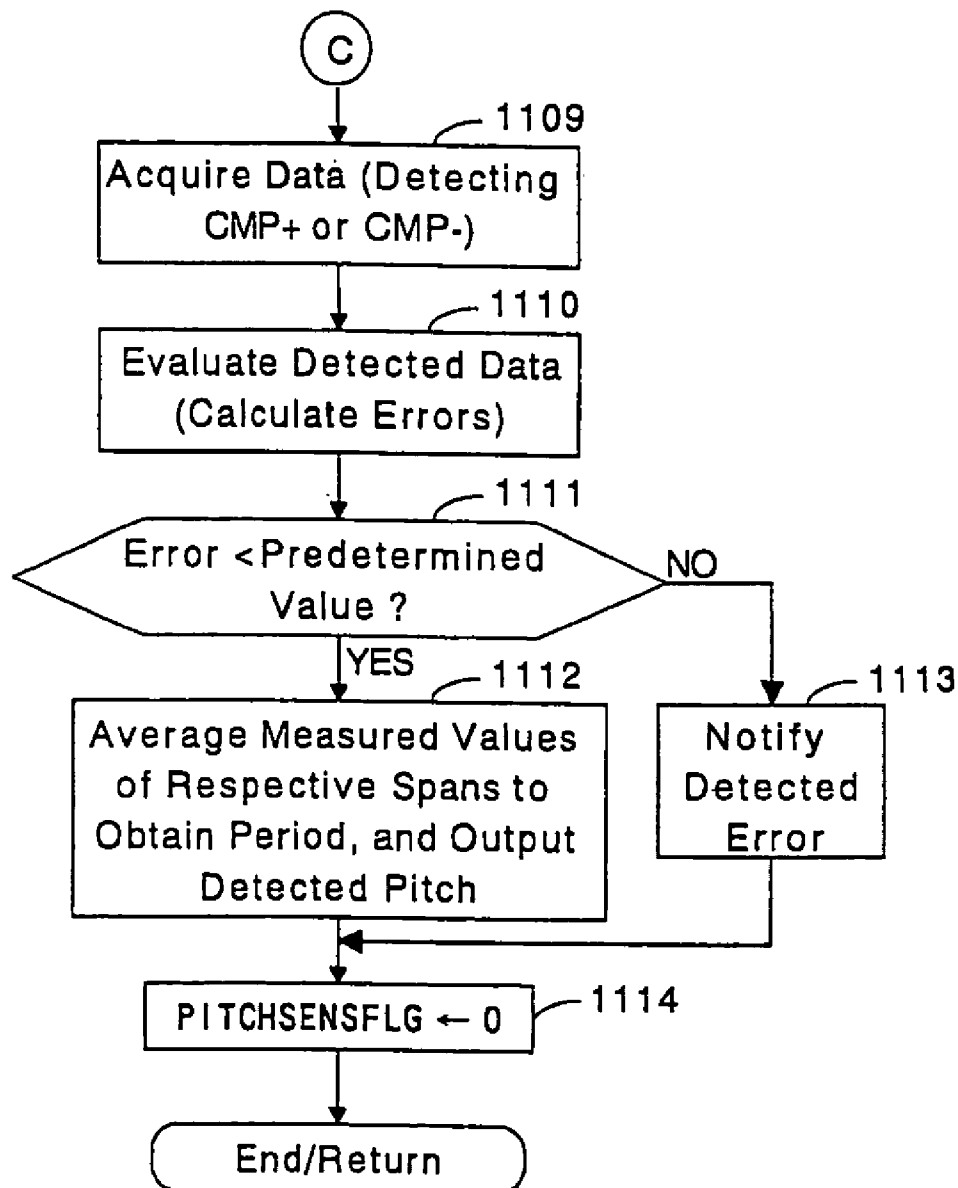 C
1109
Acquire Data (Detecting
CMP+ or CMP-)
1110
Evaluate Detected Data
(Calculate Errors)
1111
Error <Predetermined
Value ?
NO
YES
1112
Average Measured Values
of Respective Spans to
Obtain Period, and Output
Detected Pitch
1113
Notify
Detected
Error
PITCHSENSFLG ← 0
1114
End/Return